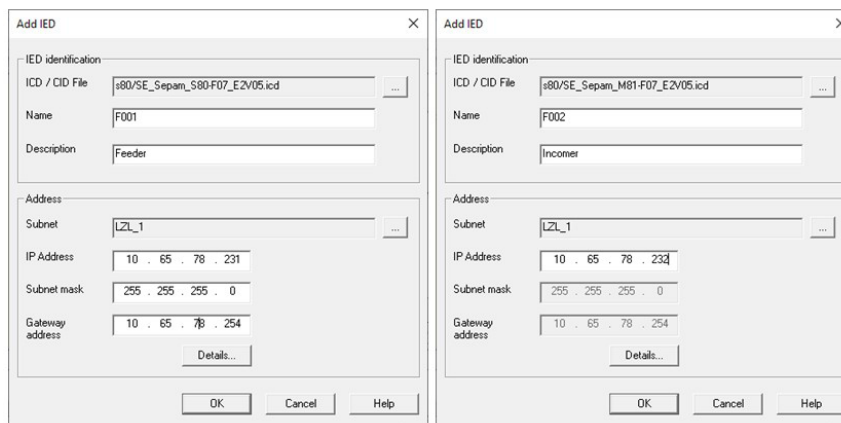 Add IED
IED identification
ICD / CID File s80/SE_Sepam_S80-F07_E2V05.icd ...
Name F001
Description Feeder
Address
Subnet LZL_1 ...
IP Address 10 . 65 . 78 . 231
Subnet mask 255 . 255 . 255 . 0
Gateway
address 10 . 65 . 78 . 254
Details...
OK Cancel Help
Add IED
IED identification
ICD / CID File s80/SE_Sepam_M81-F07_E2V05.icd ...
Name F002
Description Incomer
Address
Subnet LZL_1 ...
IP Address 10 . 65 . 78 . 232
Subnet mask 255 . 255 . 255 . 0
Gateway
address 10 . 65 . 78 . 254
Details...
OK Cancel Help